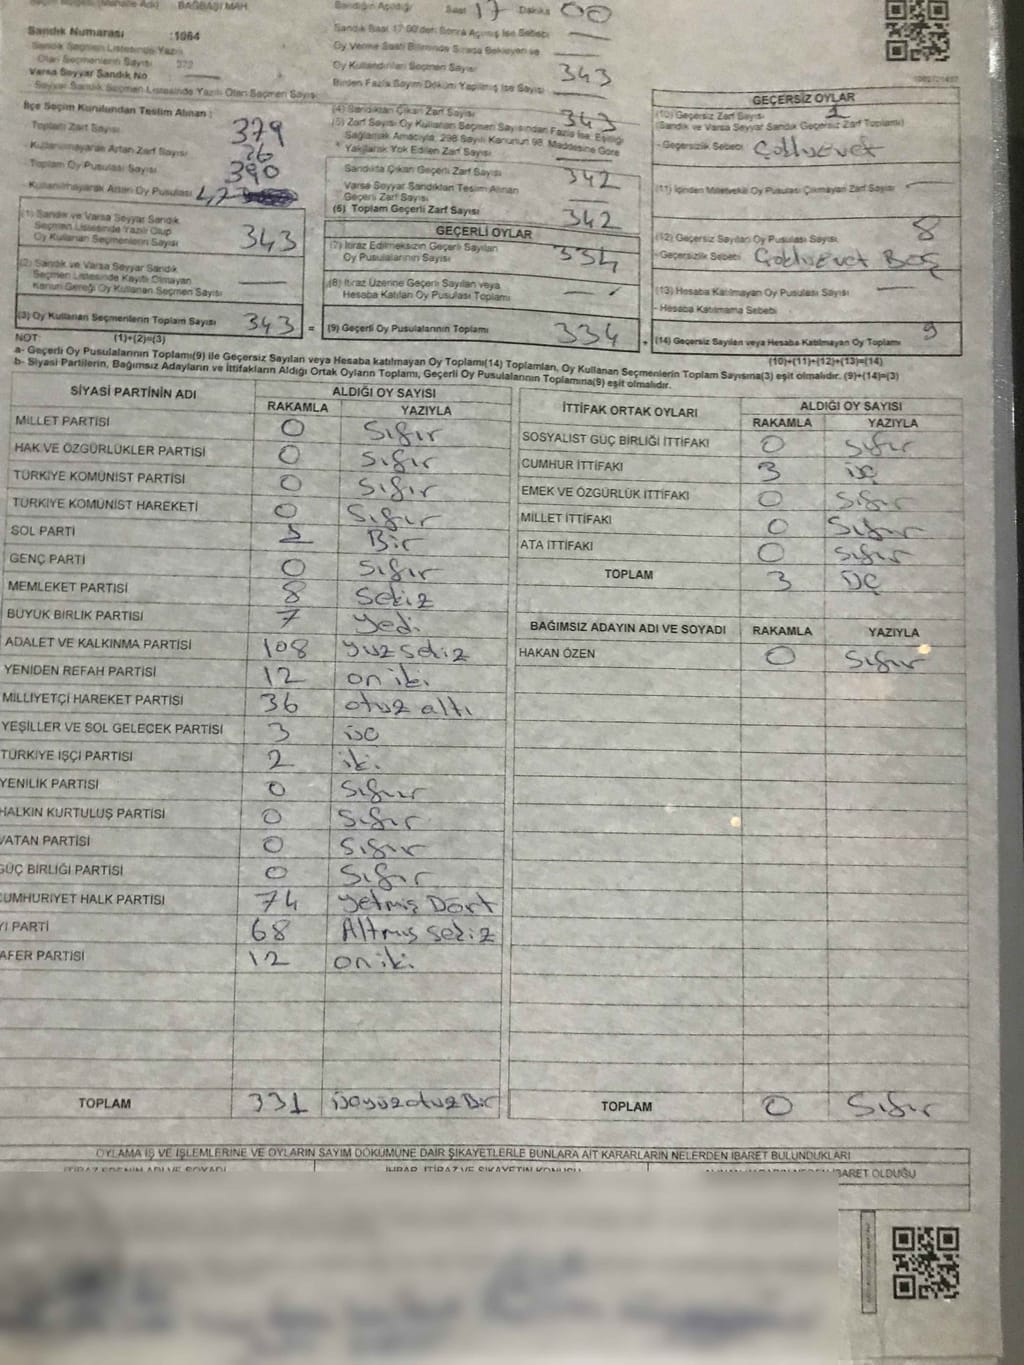 BAĞBAŞI MAH.
Sandığın Açıldığı Saat 17 Dakika 00
Sandık Numarası :1064
Sandık Saat 17:00'den Sonra Açılmış İse Sebebi
Sandık Seçmen Listesinde Yazılı
Olan Seçmenlerin Sayısı 372
Oy Verme Saati Bitiminde Sırada Bekleyen ve
Oy Kullandırılan Seçmen Sayısı 343
Varsa Seyyar Sandık No
Birden Fazla Sayım Döküm Yapılmış İse Sayısı
Seyyar Sandık Seçmen Listesinde Yazılı Olan Seçmen Sayısı
İlçe Seçim Kurulundan Teslim Alınan :
Toplam Zarf Sayısı 379
Kullanılmayarak Artan Zarf Sayısı 36
Toplam Oy Pusulası Sayısı 390
Kullanılmayarak Artan Oy Pusulası 47
(1) Sandık ve Varsa Seyyar Sandık
Seçmen Listesinde Yazılı Olup
Oy Kullanan Seçmenlerin Sayısı 343
(2) Sandık ve Varsa Seyyar Sandık
Seçmen Listesinde Kayıtlı Olmayan
Kanun Gereği Oy Kullanan Seçmen Sayısı
(3) Oy Kullanan Seçmenlerin Toplam Sayısı 343 =
(4) Sandıktan Çıkan Zarf Sayısı 343
(5) Zarf Sayısı Oy Kullanan Seçmen Sayısından Fazla İse, Eşitliği
Sağlamak Amacıyla, 298 Sayılı Kanunun 98. Maddesine Göre
Yakılarak Yok Edilen Zarf Sayısı
Sandıkta Çıkan Geçerli Zarf Sayısı 342
Varsa Seyyar Sandıktan Teslim Alınan
Geçerli Zarf Sayısı
(6) Toplam Geçerli Zarf Sayısı 342
GEÇERLİ OYLAR
(7) İtiraz Edilmeksizin Geçerli Sayılan
Oy Pusulalarının Sayısı 334
(8) İtiraz Üzerine Geçerli Sayılan veya
Hesaba Katılan Oy Pusulası Toplamı
(9) Geçerli Oy Pusulalarının Toplamı 334 +
GEÇERSİZ OYLAR
(10) Geçersiz Zarf Sayısı 1
(Sandık ve Varsa Seyyar Sandık Geçersiz Zarf Toplamı)
- Geçersizlik Sebebi
(11) İçinden Milletvekili Oy Pusulası Çıkmayan Zarf Sayısı
(12) Geçersiz Sayılan Oy Pusulası Sayısı 8
- Geçersizlik Sebebi Boş
(13) Hesaba Katılmayan Oy Pusulası Sayısı
- Hesaba Katılmama Sebebi
(14) Geçersiz Sayılan veya Hesaba Katılmayan Oy Toplamı 9
NOT: (1)+(2)=(3) (10)+(11)+(12)+(13)=(14)
a- Geçerli Oy Pusulalarının Toplamı(9) ile Geçersiz Sayılan veya Hesaba katılmayan Oy Toplamı(14) Toplamları, Oy Kullanan Seçmenlerin Toplam Sayısına(3) eşit olmalıdır. (9)+(14)=(3)
b- Siyasi Partilerin, Bağımsız Adayların ve İttifakların Aldığı Ortak Oyların Toplamı, Geçerli Oy Pusulalarının Toplamına(9) eşit olmalıdır.
SİYASİ PARTİNİN ADI ALDIĞI OY SAYISI
RAKAMLA YAZIYLA
MİLLET PARTİSİ 0 Sıfır
HAK VE ÖZGÜRLÜKLER PARTİSİ 0 Sıfır
TÜRKİYE KOMÜNİST PARTİSİ 0 Sıfır
TÜRKİYE KOMÜNİST HAREKETİ 0 Sıfır
SOL PARTİ 1 Bir
GENÇ PARTİ 0 Sıfır
MEMLEKET PARTİSİ 8 Sekiz
BÜYÜK BİRLİK PARTİSİ 7 Yedi
ADALET VE KALKINMA PARTİSİ 108 yüzsekiz
YENİDEN REFAH PARTİSİ 12 on iki
MİLLİYETÇİ HAREKET PARTİSİ 36 otuz altı
YEŞİLLER VE SOL GELECEK PARTİSİ 3 üç
TÜRKİYE İŞÇİ PARTİSİ 2 iki
YENİLİK PARTİSİ 0 Sıfır
HALKIN KURTULUŞ PARTİSİ 0 Sıfır
VATAN PARTİSİ 0 Sıfır
GÜÇ BİRLİĞİ PARTİSİ 0 Sıfır
CUMHURİYET HALK PARTİSİ 74 yetmiş Dört
Yİ PARTİ 68 Altmış sekiz
AFER PARTİSİ 12 on iki
TOPLAM 331 üçyüzotuzBir
İTTİFAK ORTAK OYLARI ALDIĞI OY SAYISI
RAKAMLA YAZIYLA
SOSYALIST GÜÇ BİRLİĞİ İTTİFAKI 0 Sıfır
CUMHUR İTTİFAKI 3 üç
EMEK VE ÖZGÜRLÜK İTTİFAKI 0 Sıfır
MİLLET İTTİFAKI 0 Sıfır
ATA İTTİFAKI 0 Sıfır
TOPLAM 3 üç
BAĞIMSIZ ADAYIN ADI VE SOYADI RAKAMLA YAZIYLA
HAKAN ÖZEN 0 Sıfır
TOPLAM 0 Sıfır
OYLAMA İŞ VE İŞLEMLERİNE VE OYLARIN SAYIM DÖKÜMÜNE DAİR ŞİKAYETLERLE BUNLARA AİT KARARLARIN NELERDEN İBARET BULUNDUKLARI
İTİRAZ EDENİN ADI VE SOYADI İHBAR, İTİRAZ VE ŞİKAYETİN KONUSU İBARET OLDUĞU